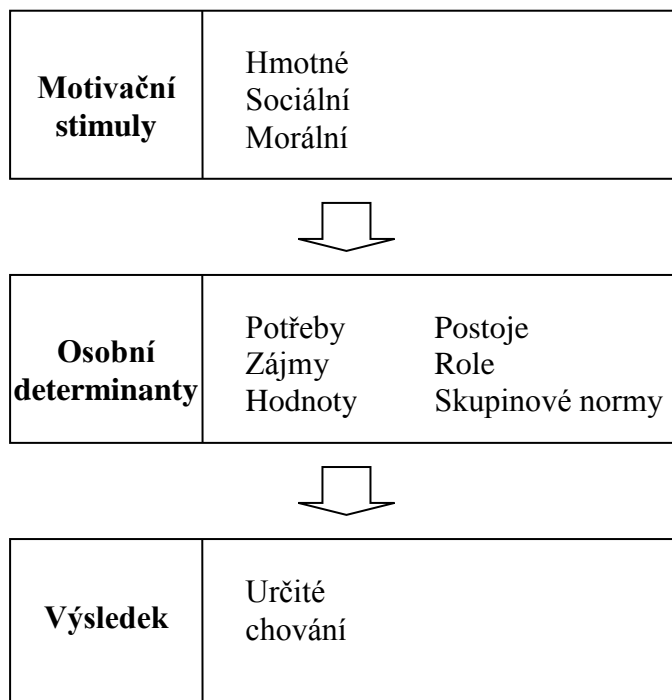 Motivační
stimuly
Hmotné
Sociální
Morální
Osobní
determinanty
Potřeby
Zájmy
Hodnoty
Postoje
Role
Skupinové normy
Výsledek
Určité
chování